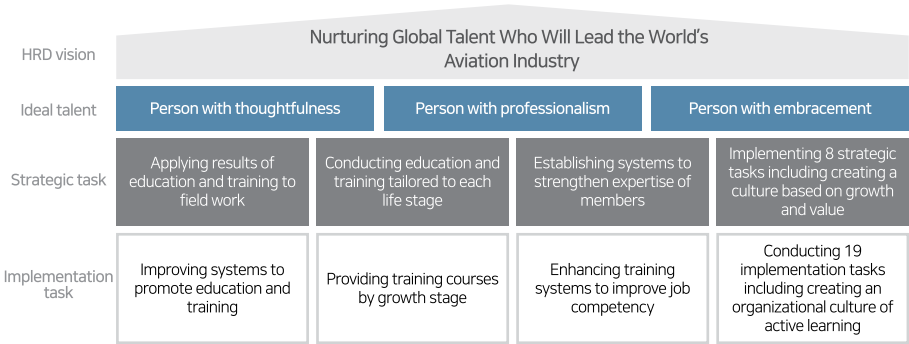 HRD vision
Nurturing Global Talent Who Will Lead the World's
Aviation Industry
Ideal talent
Person with thoughtfulness
Person with professionalism
Person with embracement
Strategic task
Applying results of
education and training to
field work
Conducting education and
training tailored to each
life stage
Establishing systems to
strengthen expertise of
members
Implementing 8 strategic
tasks including creating a
culture based on growth
and value
Implementation
task
Improving systems to
promote education and
training
Providing training courses
by growth stage
Enhancing training
systems to improve job
competency
Conducting 19
implementation tasks
including creating an
organizational culture of
active learning